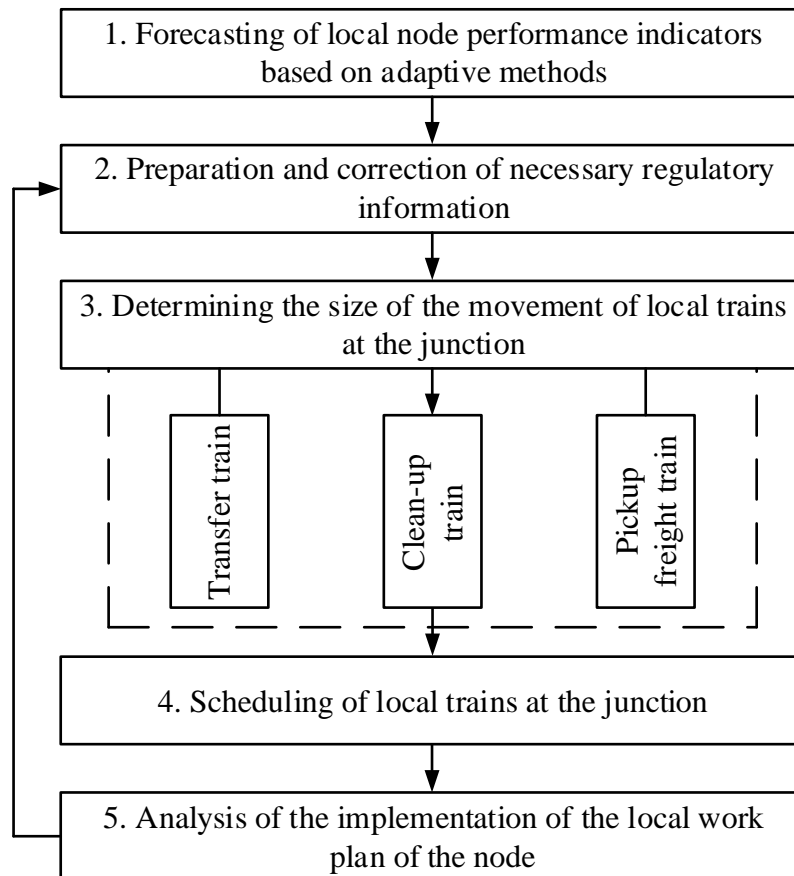 1. Forecasting of local node performance indicators
based on adaptive methods
2. Preparation and correction of necessary regulatory
information
3. Determining the size of the movement of local trains
at the junction
Transfer train
Clean-up
train
Pickup
freight train
4. Scheduling of local trains at the junction
5. Analysis of the implementation of the local work
plan of the node